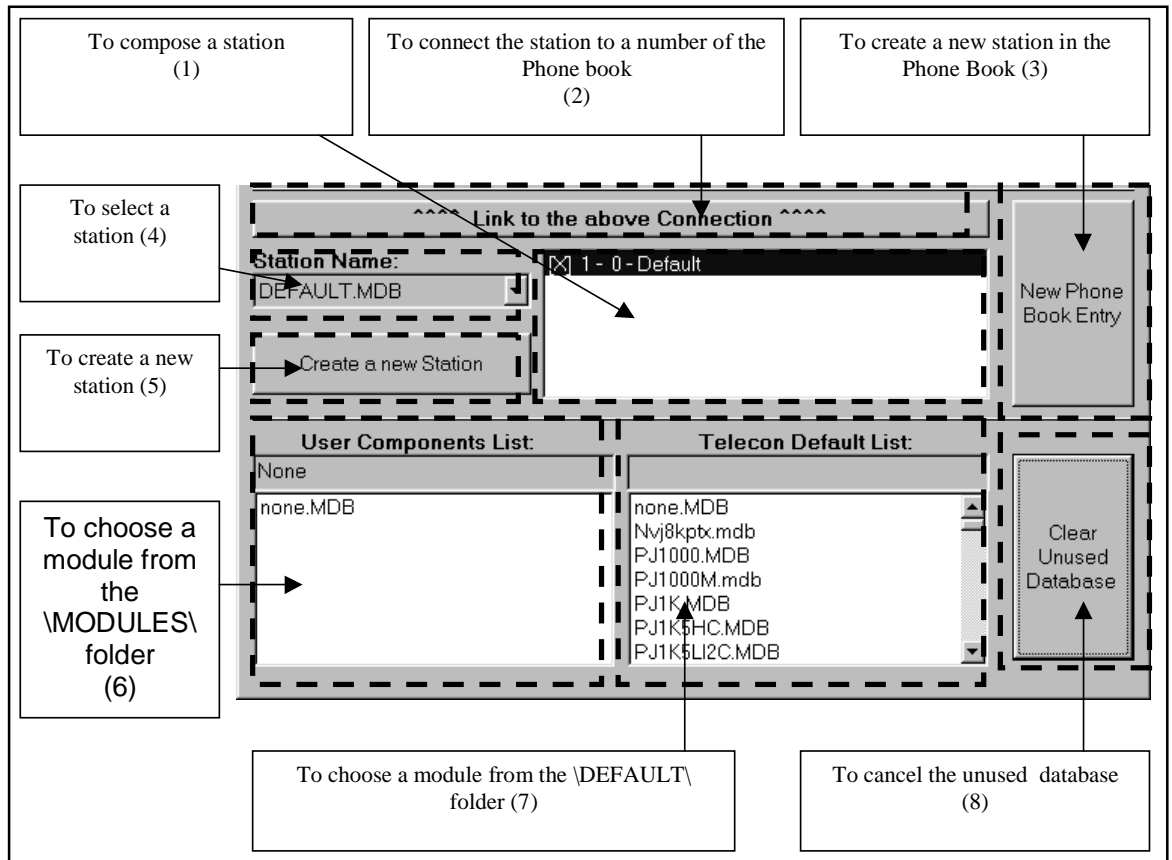 To compose a station
(1)
To connect the station to a number of the
Phone book
(2)
To create a new station in the
Phone Book (3)
To select a
station (4)
^^^^ Link to the above Connection ^^^^
Station Name:
DEFAULT.MDB
[X] 1 - 0 - Default
New Phone
Book Entry
To create a new
station (5)
Create a new Station
User Components List:
None
none.MDB
Telecon Default List:
none.MDB
Nvj8kptx.mdb
PJ1000.MDB
PJ1000M.mdb
PJ1K.MDB
PJ1K5HC.MDB
PJ1K5LI2C.MDB
Clear
Unused
Database
To choose a
module from
the
\MODULES\
folder
(6)
To choose a module from the \DEFAULT\
folder (7)
To cancel the unused database
(8)